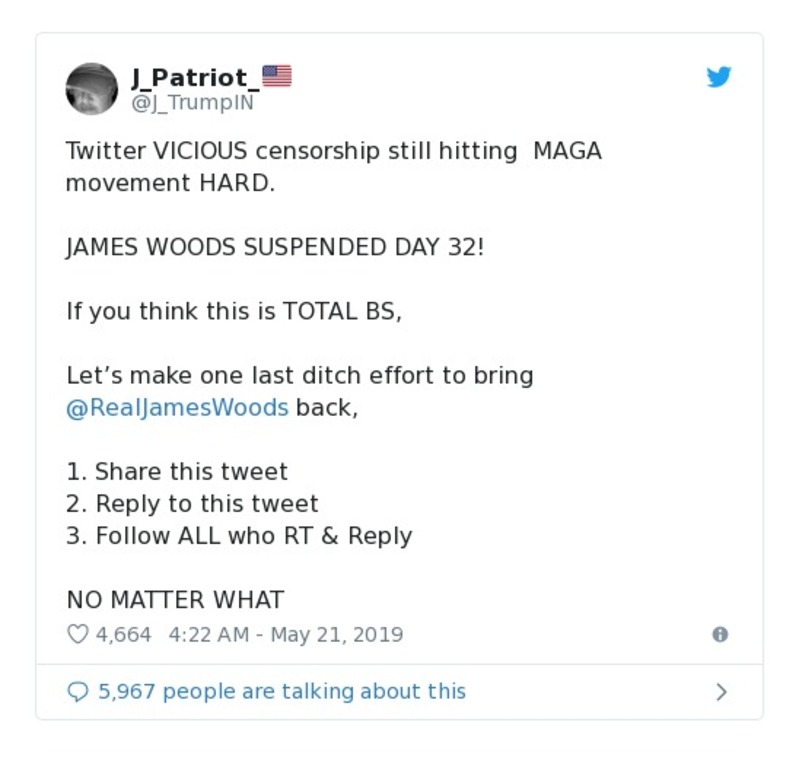 J_Patriot_🇺🇸
@J_TrumpIN
Twitter VICIOUS censorship still hitting  MAGA
movement HARD.
JAMES WOODS SUSPENDED DAY 32!
If you think this is TOTAL BS,
Let’s make one last ditch effort to bring
@RealJamesWoods back,
1. Share this tweet
2. Reply to this tweet
3. Follow ALL who RT & Reply
NO MATTER WHAT
4,664 4:22 AM - May 21, 2019
5,967 people are talking about this